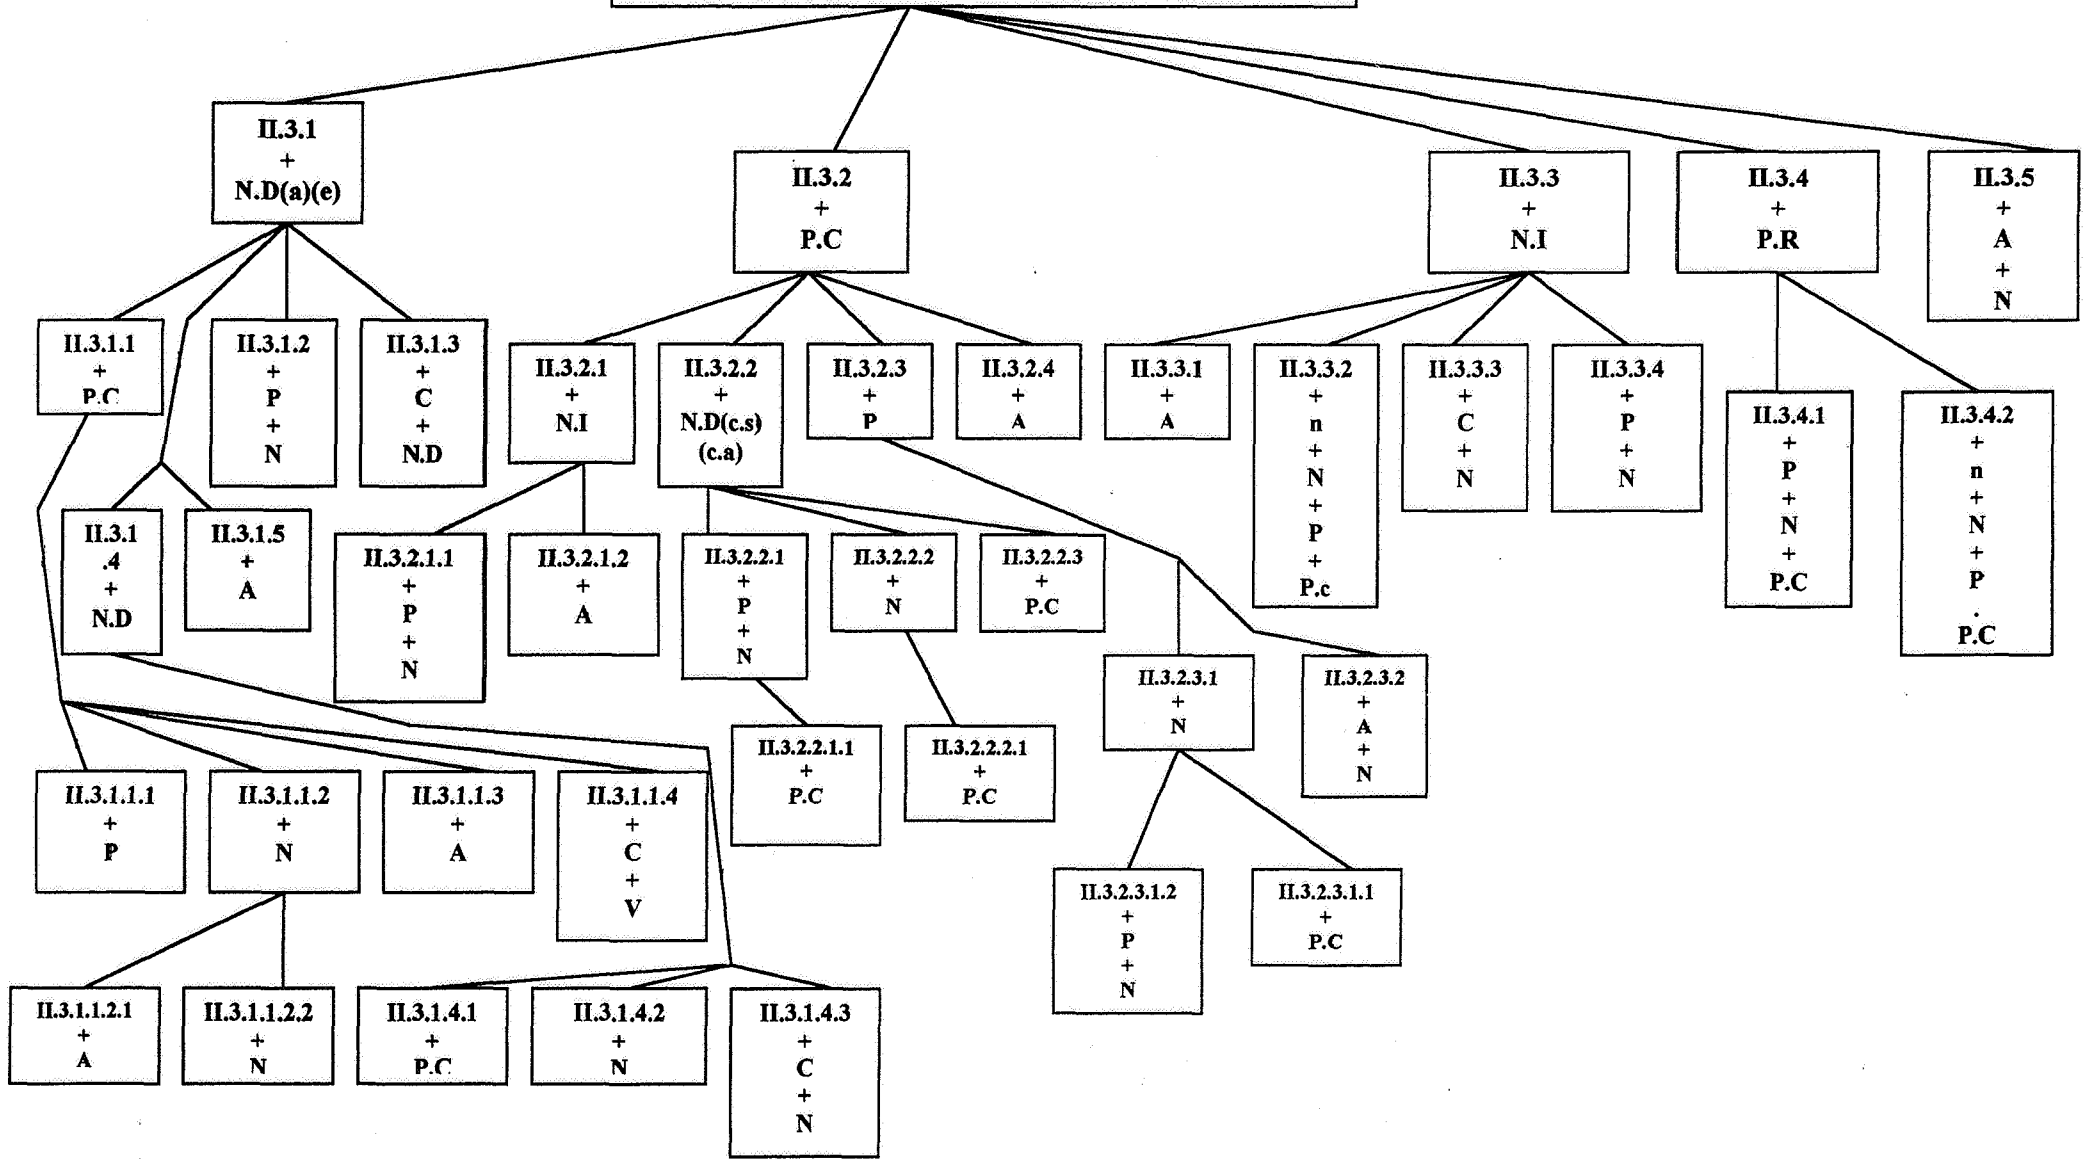 II.3.1
+
N.D(a)(e)
II.3.2
+
P.C
II.3.3
+
N.I
II.3.4
+
P.R
II.3.5
+
A
+
N
II.3.1.1
+
P.C
II.3.1.2
+
P
+
N
II.3.1.3
+
C
+
N.D
II.3.2.1
+
N.I
II.3.2.2
+
N.D(c.s)
(c.a)
II.3.2.3
+
P
II.3.2.4
+
A
II.3.3.1
+
A
II.3.3.2
+
n
+
N
+
P
+
P.c
II.3.3.3
+
C
+
N
II.3.3.4
+
P
+
N
II.3.4.1
+
P
+
N
+
P.C
II.3.4.2
+
n
+
N
+
P
.
P.C
II.3.1
.4
+
N.D
II.3.1.5
+
A
II.3.2.1.1
+
P
+
N
II.3.2.1.2
+
A
II.3.2.2.1
+
P
+
N
II.3.2.2.2
+
N
II.3.2.2.3
+
P.C
II.3.2.3.1
+
N
II.3.2.3.2
+
A
+
N
II.3.2.2.1.1
+
P.C
II.3.2.2.2.1
+
P.C
II.3.1.1.1
+
P
II.3.1.1.2
+
N
II.3.1.1.3
+
A
II.3.1.1.4
+
C
+
V
II.3.2.3.1.2
+
P
+
N
II.3.2.3.1.1
+
P.C
II.3.1.1.2.1
+
A
II.3.1.1.2.2
+
N
II.3.1.4.1
+
P.C
II.3.1.4.2
+
N
II.3.1.4.3
+
C
+
N